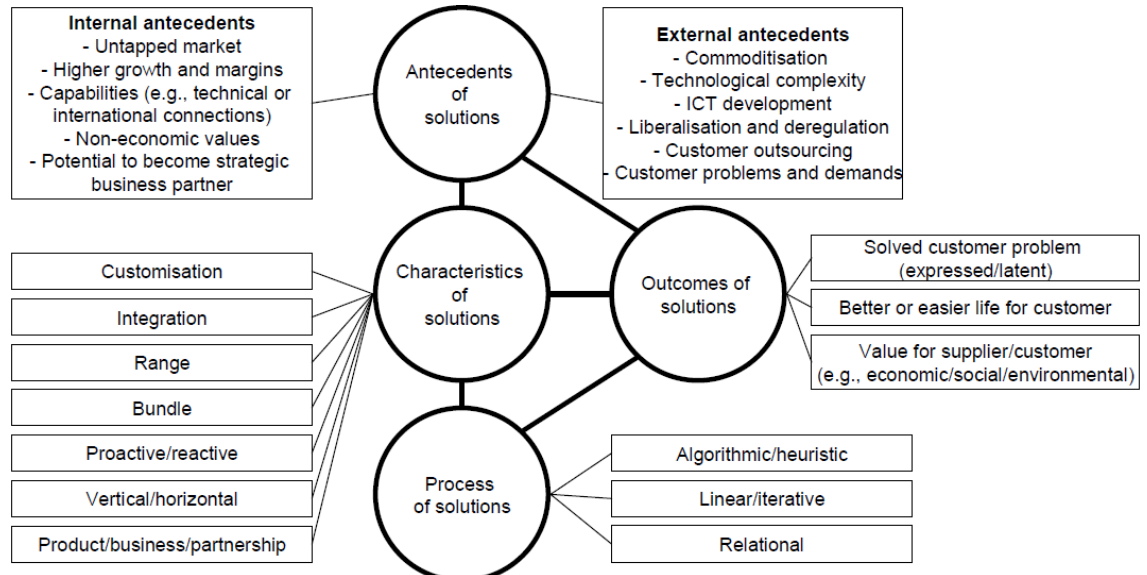 Internal antecedents
- Untapped market
- Higher growth and margins
- Capabilities (e.g., technical or
international connections)
- Non-economic values
- Potential to become strategic
business partner
Antecedents
of
solutions
External antecedents
- Commoditisation
- Technological complexity
- ICT development
- Liberalisation and deregulation
- Customer outsourcing
- Customer problems and demands
Customisation
Integration
Range
Bundle
Proactive/reactive
Vertical/horizontal
Product/business/partnership
Characteristics
of
solutions
Outcomes of
solutions
Solved customer problem
(expressed/latent)
Better or easier life for customer
Value for supplier/customer
(e.g., economic/social/environmental)
Process
of solutions
Algorithmic/heuristic
Linear/iterative
Relational